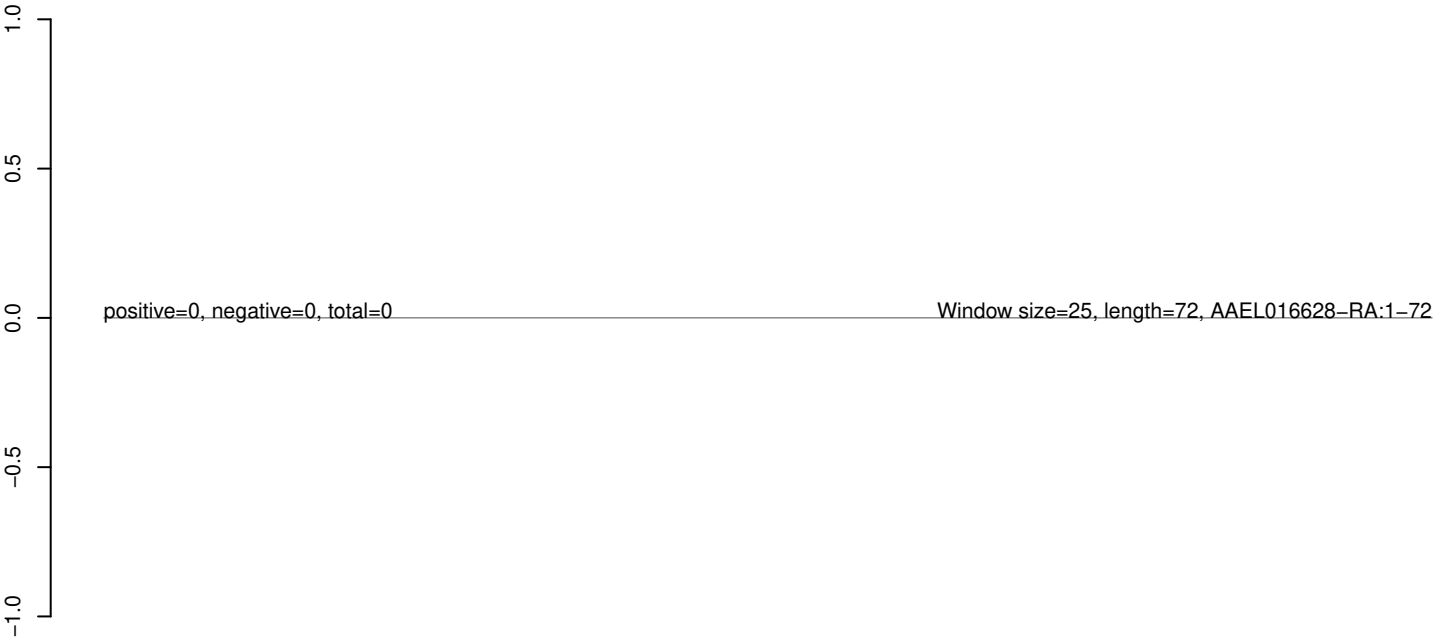 1.0
0.5
0.0
−0.5
−1.0
positive=0, negative=0, total=0
Window size=25, length=72, AAEL016628−RA:1−72